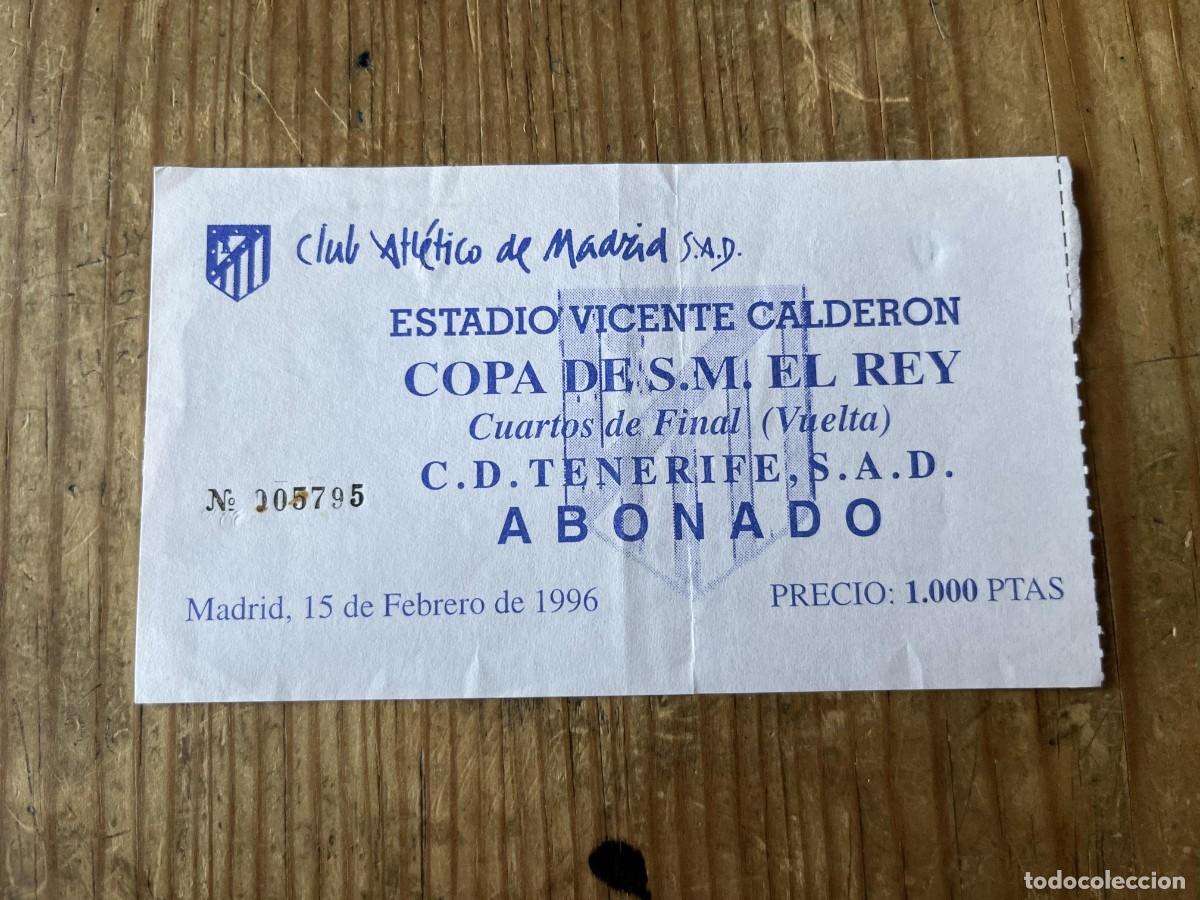 Club Atlético de Madrid S.A.D.
ESTADIO VICENTE CALDERON
COPA DE S.M. EL REY
Cuartos de Final (Vuelta)
C.D. TENERIFE, S.A.D.
Nº 005795
ABONADO
Madrid, 15 de Febrero de 1996
PRECIO: 1.000 PTAS
todocoleccion